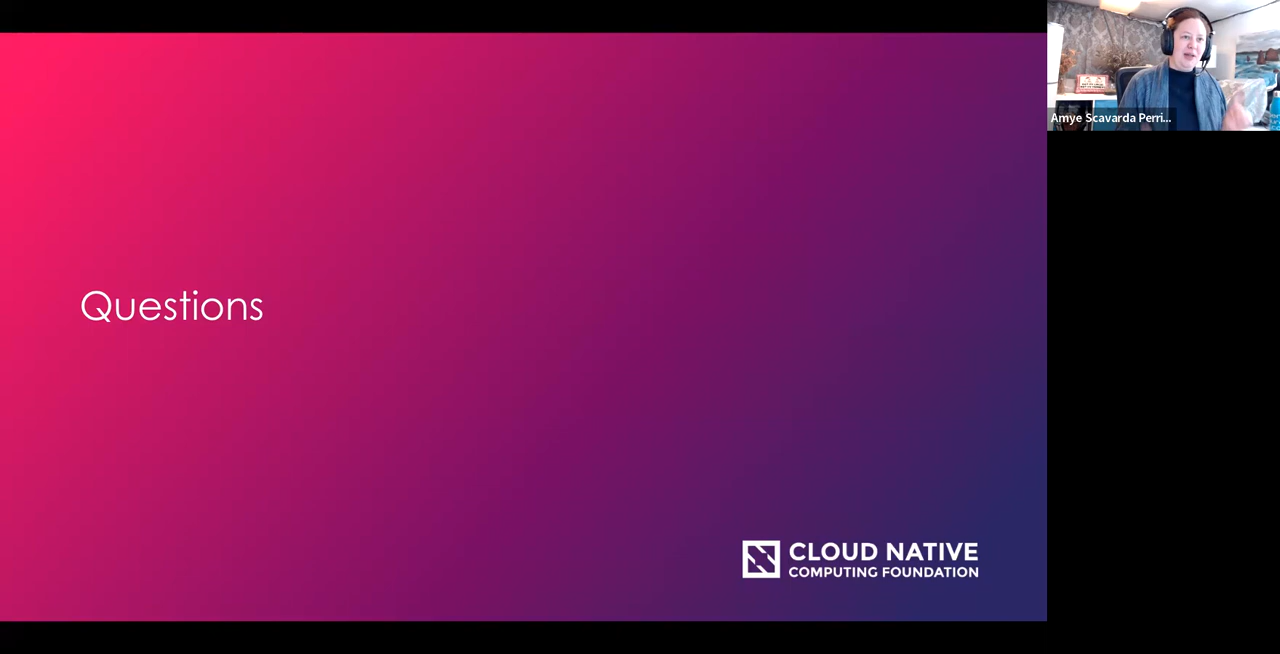 Amye Scavarda Perri...
Questions
CLOUD NATIVE
COMPUTING FOUNDATION